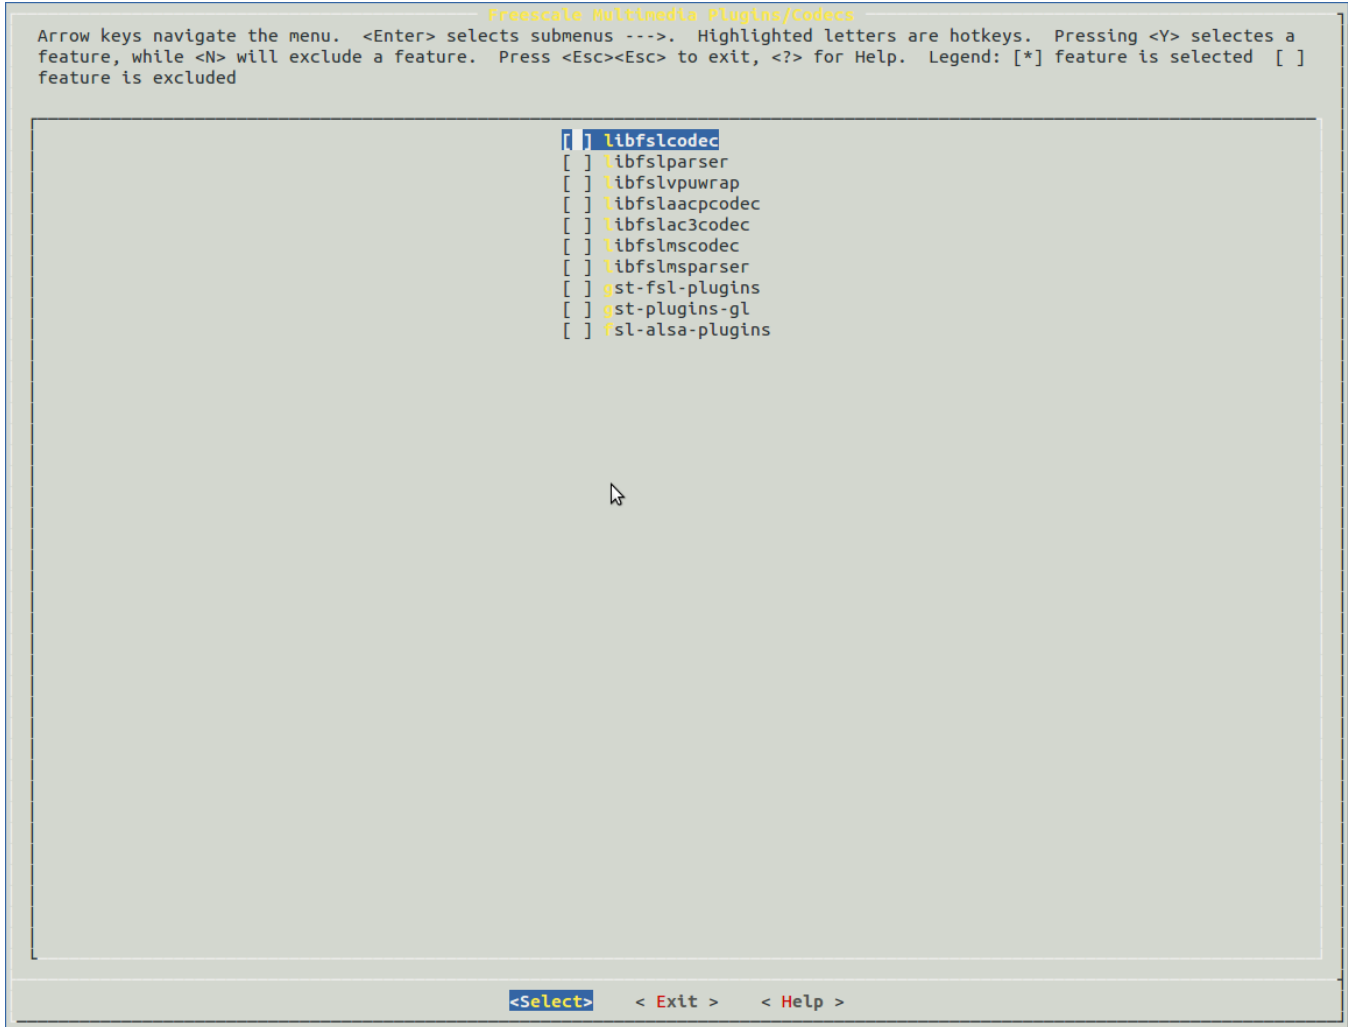 Freescale Multimedia Plugins/Codecs
Arrow keys navigate the menu.  <Enter> selects submenus --->.  Highlighted letters are hotkeys.  Pressing <Y> selectes a
feature, while <N> will exclude a feature.  Press <Esc><Esc> to exit, <?> for Help.  Legend: [*] feature is selected  [ ]
feature is excluded
[ ] libfslcodec
[ ] libfslparser
[ ] libfslvpuwrap
[ ] libfslaacpcodec
[ ] libfslac3codec
[ ] libfslmscodec
[ ] libfslmsparser
[ ] gst-fsl-plugins
[ ] gst-plugins-gl
[ ] fsl-alsa-plugins
<Select>    < Exit >    < Help >